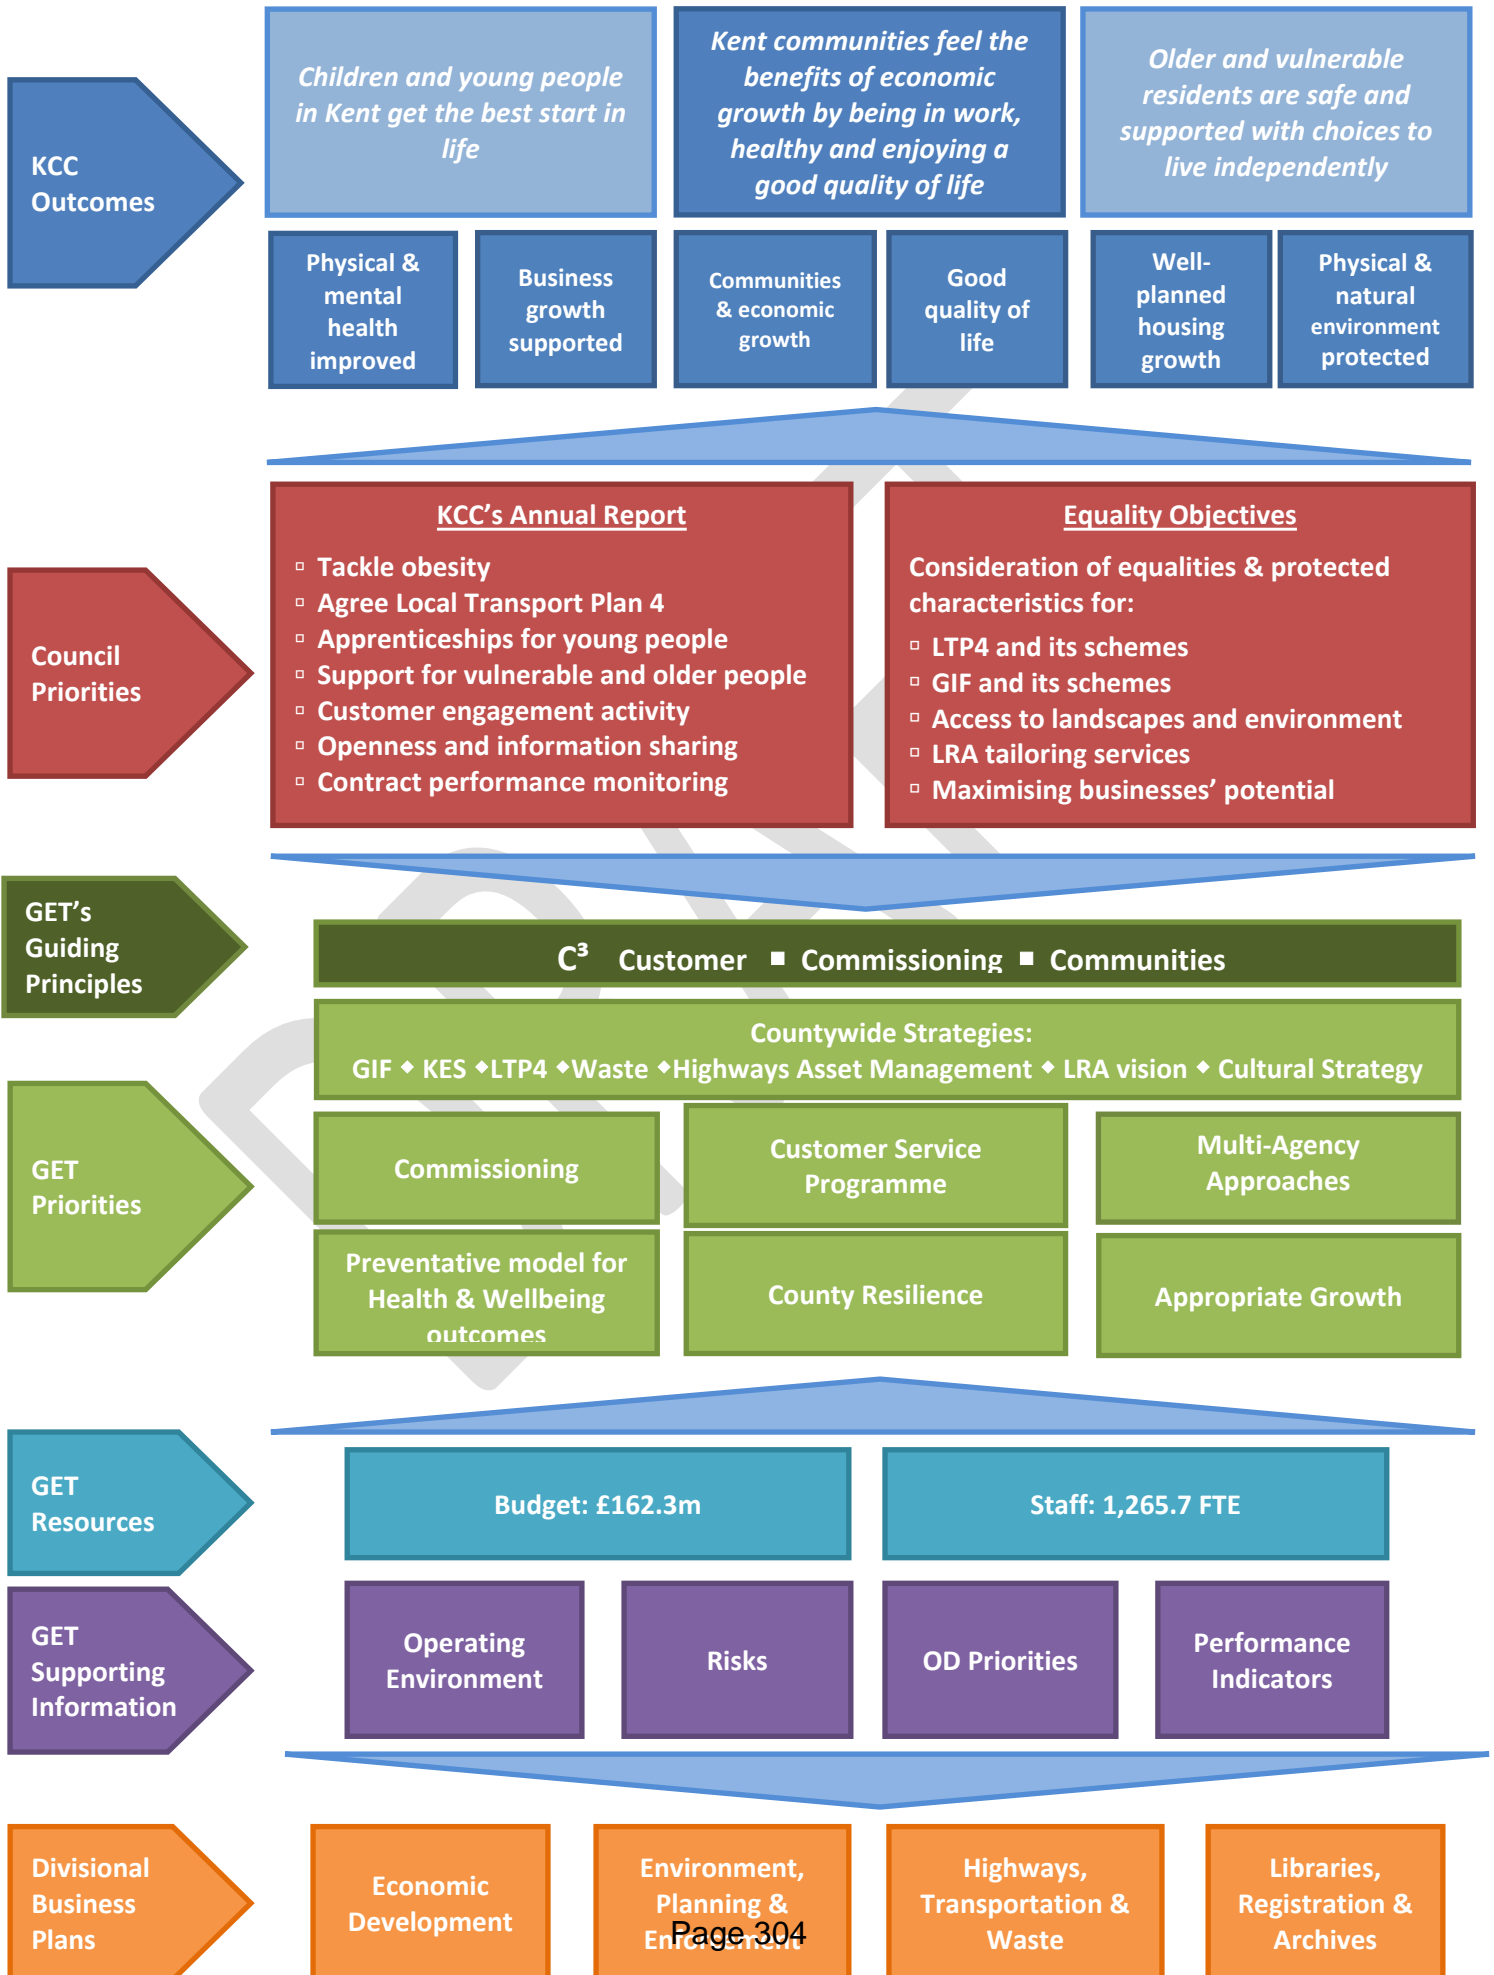 KCC
Outcomes
Children and young people
in Kent get the best start in
life
Kent communities feel the
benefits of economic
growth by being in work,
healthy and enjoying a
good quality of life
Older and vulnerable
residents are safe and
supported with choices to
live independently
Physical &
mental
health
improved
Business
growth
supported
Communities
& economic
growth
Good
quality of
life
Well-
planned
housing
growth
Physical &
natural
environment
protected
Council
Priorities
KCC's Annual Report
▫ Tackle obesity
▫ Agree Local Transport Plan 4
▫ Apprenticeships for young people
▫ Support for vulnerable and older people
▫ Customer engagement activity
▫ Openness and information sharing
▫ Contract performance monitoring
Equality Objectives
Consideration of equalities & protected
characteristics for:
▫ LTP4 and its schemes
▫ GIF and its schemes
▫ Access to landscapes and environment
▫ LRA tailoring services
▫ Maximising businesses' potential
GET's
Guiding
Principles
C³ Customer ▪ Commissioning ▪ Communities
GET
Priorities
Countywide Strategies:
GIF ◆ KES ◆LTP4 ◆Waste ◆Highways Asset Management ◆ LRA vision ◆ Cultural Strategy
Commissioning
Customer Service
Programme
Multi-Agency
Approaches
Preventative model for
Health & Wellbeing
outcomes
County Resilience
Appropriate Growth
GET
Resources
Budget: £162.3m
Staff: 1,265.7 FTE
GET
Supporting
Information
Operating
Environment
Risks
OD Priorities
Performance
Indicators
Divisional
Business
Plans
Economic
Development
Environment,
Planning &
Enforcement
Highways,
Transportation &
Waste
Libraries,
Registration &
Archives
Page 304
DRAFT